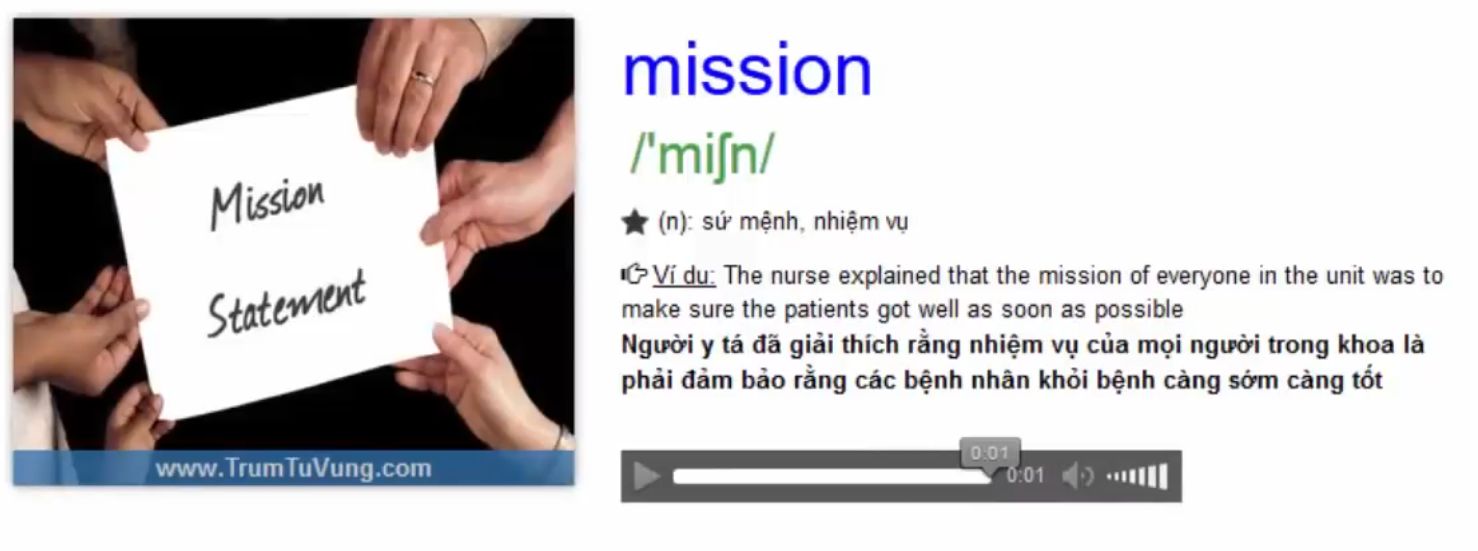 Mission
Statement
www.TrumTuVung.com
mission
/'miʃn/
(n): sứ mệnh, nhiệm vụ
Ví dụ: The nurse explained that the mission of everyone in the unit was to
make sure the patients got well as soon as possible
Người y tá đã giải thích rằng nhiệm vụ của mọi người trong khoa là
phải đảm bảo rằng các bệnh nhân khỏi bệnh càng sớm càng tốt
0:01
0:01